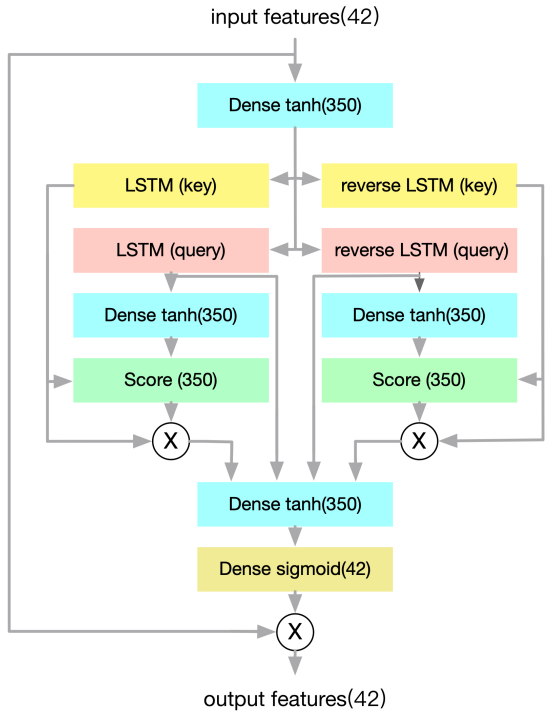 input features(42)
Dense tanh(350)
LSTM (key)
reverse LSTM (key)
LSTM (query)
reverse LSTM (query)
Dense tanh(350)
Dense tanh(350)
Score (350)
Score (350)
X
X
Dense tanh(350)
Dense sigmoid(42)
X
output features(42)